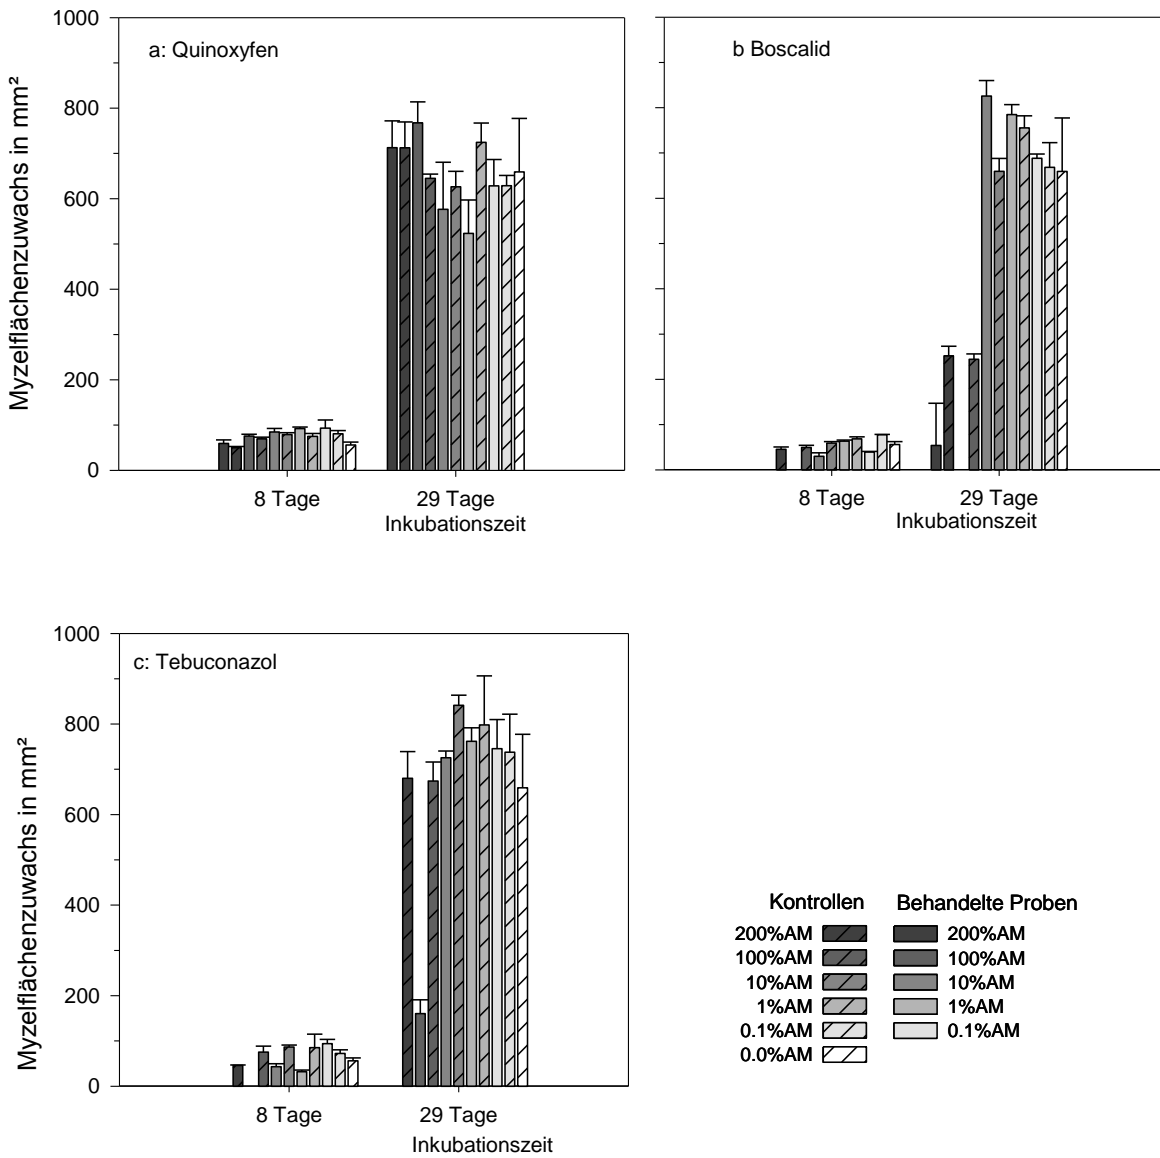 a: Quinoxyfen
Myzelflächenzuwachs in mm²
1000
800
600
400
200
0
8 Tage
29 Tage
Inkubationszeit
b Boscalid
8 Tage
29 Tage
Inkubationszeit
c: Tebuconazol
Myzelflächenzuwachs in mm²
1000
800
600
400
200
0
8 Tage
29 Tage
Inkubationszeit
Kontrollen Behandelte Proben
200%AM 200%AM
100%AM 100%AM
10%AM 10%AM
1%AM 1%AM
0.1%AM 0.1%AM
0.0%AM